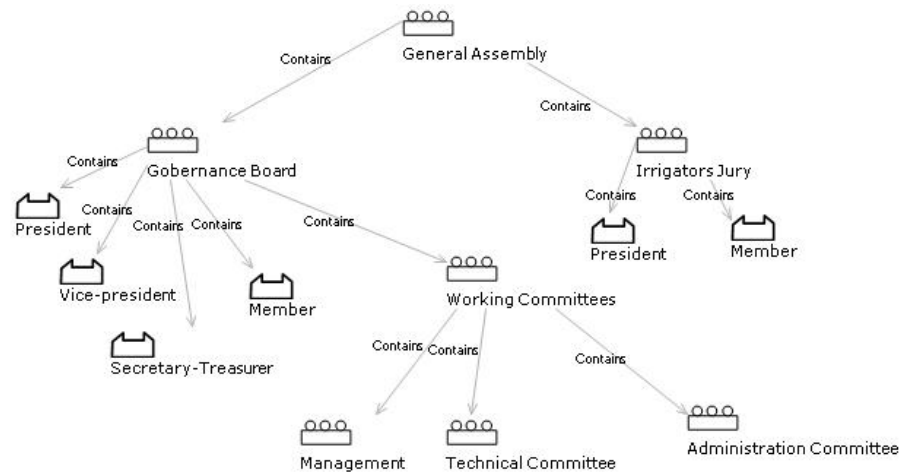 General Assembly
Contains
Contains
Gobernance Board
Irrigators Jury
Contains
Contains
Contains
Contains
Contains
Contains
Contains
President
Vice-president
Secretary-Treasurer
Member
President
Member
Working Committees
Contains
Contains
Contains
Management
Technical Committee
Administration Committee